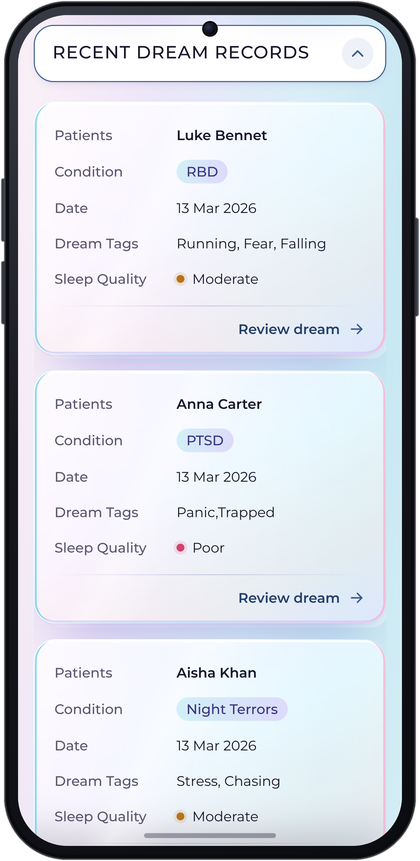 RECENT DREAM RECORDS
Patients Luke Bennet
Condition RBD
Date 13 Mar 2026
Dream Tags Running, Fear, Falling
Sleep Quality Moderate
Review dream →
Patients Anna Carter
Condition PTSD
Date 13 Mar 2026
Dream Tags Panic,Trapped
Sleep Quality Poor
Review dream →
Patients Aisha Khan
Condition Night Terrors
Date 13 Mar 2026
Dream Tags Stress, Chasing
Sleep Quality Moderate